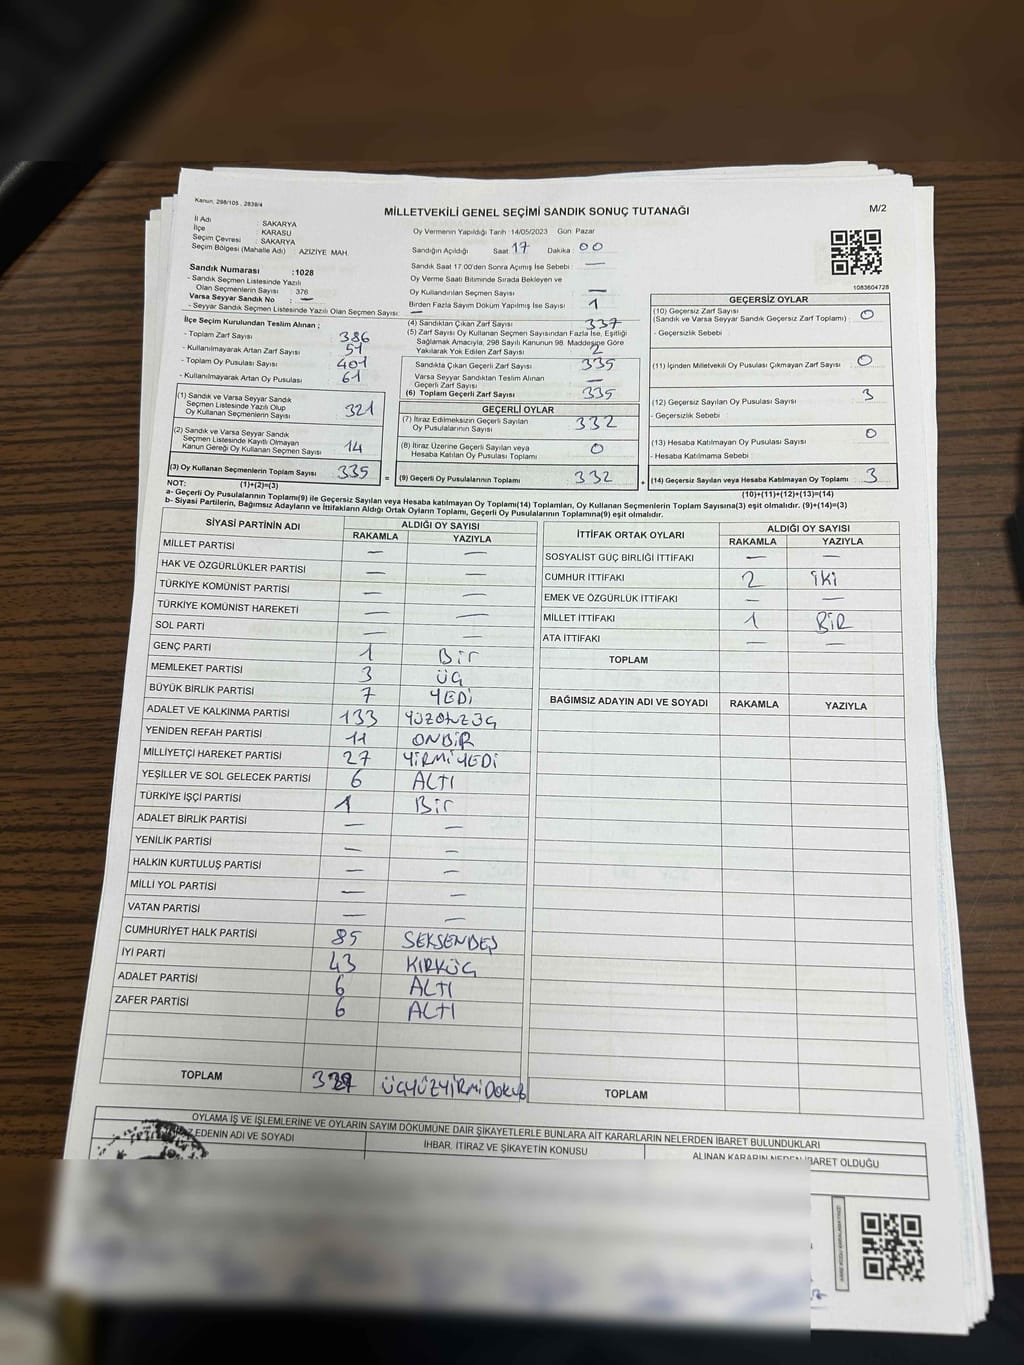 Kanun, 298/105 , 2839/4
MİLLETVEKİLİ GENEL SEÇİMİ SANDIK SONUÇ TUTANAĞI
M/2
İl Adı : SAKARYA
İlçe : KARASU
Seçim Çevresi : SAKARYA
Seçim Bölgesi (Mahalle Adı) AZIZIYE MAH.
Sandık Numarası : 1028
- Sandık Seçmen Listesinde Yazılı
Olan Seçmenlerin Sayısı : 376
Varsa Seyyar Sandık No : —
- Seyyar Sandık Seçmen Listesinde Yazılı Olan Seçmen Sayısı: —
İlçe Seçim Kurulundan Teslim Alınan ;
- Toplam Zarf Sayısı 386
- Kullanılmayarak Artan Zarf Sayısı 51
- Toplam Oy Pusulası Sayısı 401
- Kullanılmayarak Artan Oy Pusulası 61
(1) Sandık ve Varsa Seyyar Sandık
Seçmen Listesinde Yazılı Olup
Oy Kullanan Seçmenlerin Sayısı 321
(2) Sandık ve Varsa Seyyar Sandık
Seçmen Listesinde Kayıtlı Olmayan
Kanun Gereği Oy Kullanan Seçmen Sayısı 14
(3) Oy Kullanan Seçmenlerin Toplam Sayısı 335
Oy Vermenin Yapıldığı Tarih :14/05/2023 Gün Pazar
Sandığın Açıldığı Saat :17 Dakika : 00
Sandık Saat 17:00'den Sonra Açımış İse Sebebi : —
Oy Verme Saati Bitiminde Sırada Bekleyen ve
Oy Kullandırılan Seçmen Sayısı —
Birden Fazla Sayım Döküm Yapılmış İse Sayısı 1
(4) Sandıktan Çıkan Zarf Sayısı 337
(5) Zarf Sayısı Oy Kullanan Seçmen Sayısından Fazla İse, Eşitliği
Sağlamak Amacıyla, 298 Sayılı Kanunun 98. Maddesine Göre
Yakılarak Yok Edilen Zarf Sayısı 2
Sandıkta Çıkan Geçerli Zarf Sayısı 335
Varsa Seyyar Sandıktan Teslim Alınan
Geçerli Zarf Sayısı —
(6) Toplam Geçerli Zarf Sayısı 335
GEÇERLİ OYLAR
(7) İtiraz Edilmeksizin Geçerli Sayılan
Oy Pusulalarının Sayısı 332
(8) İtiraz Üzerine Geçerli Sayılan veya
Hesaba Katılan Oy Pusulası Toplamı 0
= (9) Geçerli Oy Pusulalarının Toplamı 332 +
1083604728
GEÇERSİZ OYLAR
(10) Geçersiz Zarf Sayısı
(Sandık ve Varsa Seyyar Sandık Geçersiz Zarf Toplamı) : 0
- Geçersizlik Sebebi
(11) İçinden Milletvekili Oy Pusulası Çıkmayan Zarf Sayısı 0
(12) Geçersiz Sayılan Oy Pusulası Sayısı 3
- Geçersizlik Sebebi
(13) Hesaba Katılmayan Oy Pusulası Sayısı 0
- Hesaba Katılmama Sebebi
(14) Geçersiz Sayılan veya Hesaba Katılmayan Oy Toplamı 3
NOT: (1)+(2)=(3)
(10)+(11)+(12)+(13)=(14)
a- Geçerli Oy Pusulalarının Toplamı(9) ile Geçersiz Sayılan veya Hesaba katılmayan Oy Toplamı(14) Toplamları, Oy Kullanan Seçmenlerin Toplam Sayısına(3) eşit olmalıdır. (9)+(14)=(3)
b- Siyasi Partilerin, Bağımsız Adayların ve İttifakların Aldığı Ortak Oyların Toplamı, Geçerli Oy Pusulalarının Toplamına(9) eşit olmalıdır.
SİYASİ PARTİNİN ADI ALDIĞI OY SAYISI
RAKAMLA YAZIYLA
MİLLET PARTİSİ — —
HAK VE ÖZGÜRLÜKLER PARTİSİ — —
TÜRKİYE KOMÜNİST PARTİSİ — —
TÜRKİYE KOMÜNİST HAREKETİ — —
SOL PARTİ — —
GENÇ PARTİ 1 Bir
MEMLEKET PARTİSİ 3 ÜÇ
BÜYÜK BİRLİK PARTİSİ 7 YEDİ
ADALET VE KALKINMA PARTİSİ 133 YÜZOTUZÜÇ
YENİDEN REFAH PARTİSİ 11 ONBİR
MİLLİYETÇİ HAREKET PARTİSİ 27 YİRMİYEDİ
YEŞİLLER VE SOL GELECEK PARTİSİ 6 ALTI
TÜRKİYE İŞÇİ PARTİSİ 1 Bir
ADALET BİRLİK PARTİSİ — —
YENİLİK PARTİSİ — —
HALKIN KURTULUŞ PARTİSİ — —
MİLLİ YOL PARTİSİ — —
VATAN PARTİSİ — —
CUMHURİYET HALK PARTİSİ 85 SEKSENBEŞ
İYİ PARTİ 43 KIRKÜÇ
ADALET PARTİSİ 6 ALTI
ZAFER PARTİSİ 6 ALTI
TOPLAM 329 ÜÇYÜZYİRMİDOKUZ
İTTİFAK ORTAK OYLARI ALDIĞI OY SAYISI
RAKAMLA YAZIYLA
SOSYALİST GÜÇ BİRLİĞİ İTTİFAKI — —
CUMHUR İTTİFAKI 2 iki
EMEK VE ÖZGÜRLÜK İTTİFAKI — —
MİLLET İTTİFAKI 1 BİR
ATA İTTİFAKI — —
TOPLAM
BAĞIMSIZ ADAYIN ADI VE SOYADI RAKAMLA YAZIYLA
TOPLAM
OYLAMA İŞ VE İŞLEMLERİNE VE OYLARIN SAYIM DÖKÜMÜNE DAİR ŞİKAYETLERLE BUNLARA AİT KARARLARIN NELERDEN İBARET BULUNDUKLARI
EDENİN ADI VE SOYADI İHBAR, İTİRAZ VE ŞİKAYETİN KONUSU ALINAN KARARIN NEDEN İBARET OLDUĞU